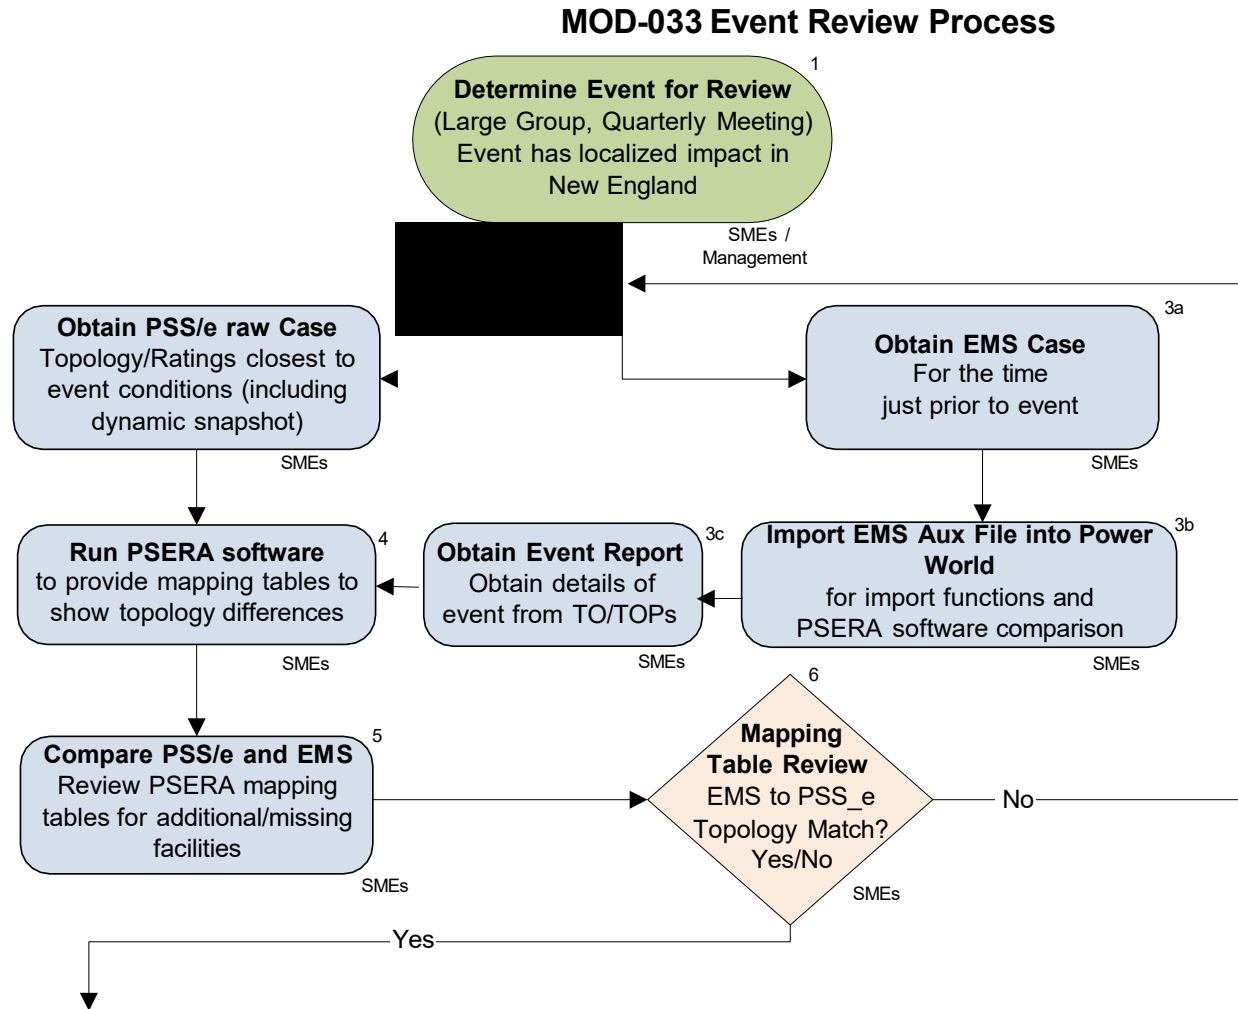 MOD-033 Event Review Process
1
Determine Event for Review
(Large Group, Quarterly Meeting)
Event has localized impact in
New England
SMEs /
Management
Obtain PSS/e raw Case
Topology/Ratings closest to
event conditions (including
dynamic snapshot)
SMEs
3a
Obtain EMS Case
For the time
just prior to event
SMEs
4
Run PSERA software
to provide mapping tables to
show topology differences
SMEs
3c
Obtain Event Report
Obtain details of
event from TO/TOPs
SMEs
3b
Import EMS Aux File into Power
World
for import functions and
PSERA software comparison
SMEs
5
Compare PSS/e and EMS
Review PSERA mapping
tables for additional/missing
facilities
SMEs
6
Mapping
Table Review
EMS to PSS_e
Topology Match?
Yes/No
SMEs
No
Yes